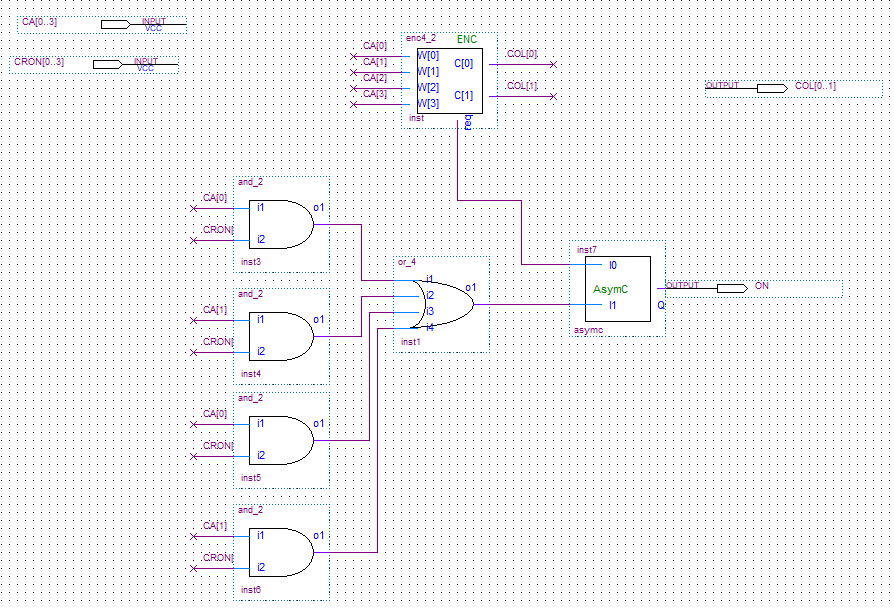 CA[0..3] INPUT
VCC
CRON[0..3] INPUT
VCC
enc4_2 ENC
CA[0] W[0] C[0] COL[0]
CA[1] W[1]
CA[2] W[2] C[1] COL[1]
CA[3] W[3]
inst req
OUTPUT COL[0..1]
and_2
CA[0] i1 o1
CRON[ i2
inst3
and_2
CA[1] i1 o1
CRON[ i2
inst4
and_2
CA[0] i1 o1
CRON[ i2
inst5
and_2
CA[1] i1 o1
CRON[ i2
inst6
or_4
i1
i2 o1
i3
i4
inst1
inst7
I0
AsymC
I1 Q
asymc
OUTPUT ON